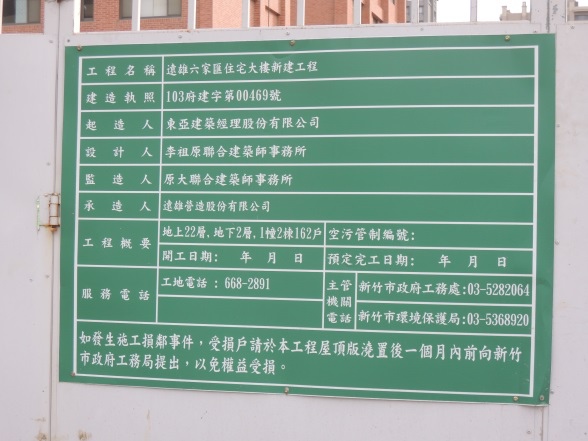 工程名稱 遠雄六家區住宅大樓新建工程
建造執照 103府建字第00469號
起造人 東亞建築經理股份有限公司
設計人 李祖原聯合建築師事務所
監造人 原大聯合建築師事務所
承造人 遠雄營造股份有限公司
工程概要 地上22層,地下2層,1幢2棟162戶 空污管制編號:
開工日期: 年 月 日 預定完工日期: 年 月 日
服務電話 工地電話:668-2891 主管機關電話 新竹市政府工務處:03-5282064
新竹市環境保護局:03-5368920
如發生施工損鄰事件,受損戶請於本工程屋頂版澆置後一個月內前向新竹
市政府工務局提出,以免權益受損。